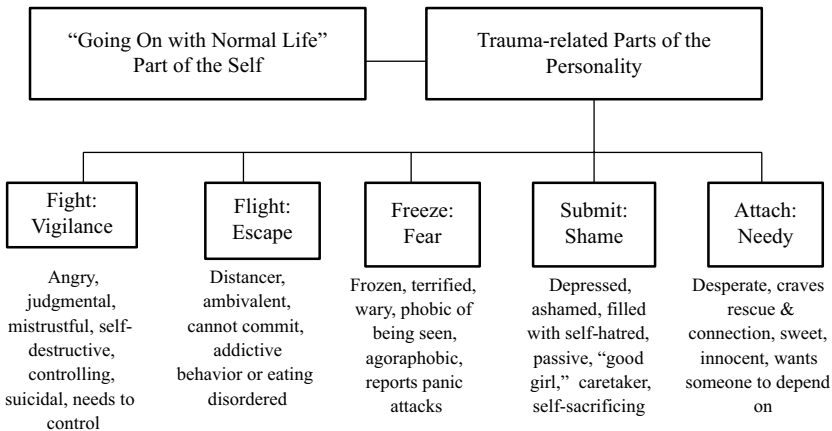 “Going On with Normal Life”
Part of the Self
Trauma-related Parts of the
Personality
Fight:
Vigilance
Flight:
Escape
Freeze:
Fear
Submit:
Shame
Attach:
Needy
Angry,
judgmental,
mistrustful, self-
destructive,
controlling,
suicidal, needs to
control
Distancer,
ambivalent,
cannot commit,
addictive
behavior or eating
disordered
Frozen, terrified,
wary, phobic of
being seen,
agoraphobic,
reports panic
attacks
Depressed,
ashamed, filled
with self-hatred,
passive, “good
girl,” caretaker,
self-sacrificing
Desperate, craves
rescue &
connection, sweet,
innocent, wants
someone to depend
on